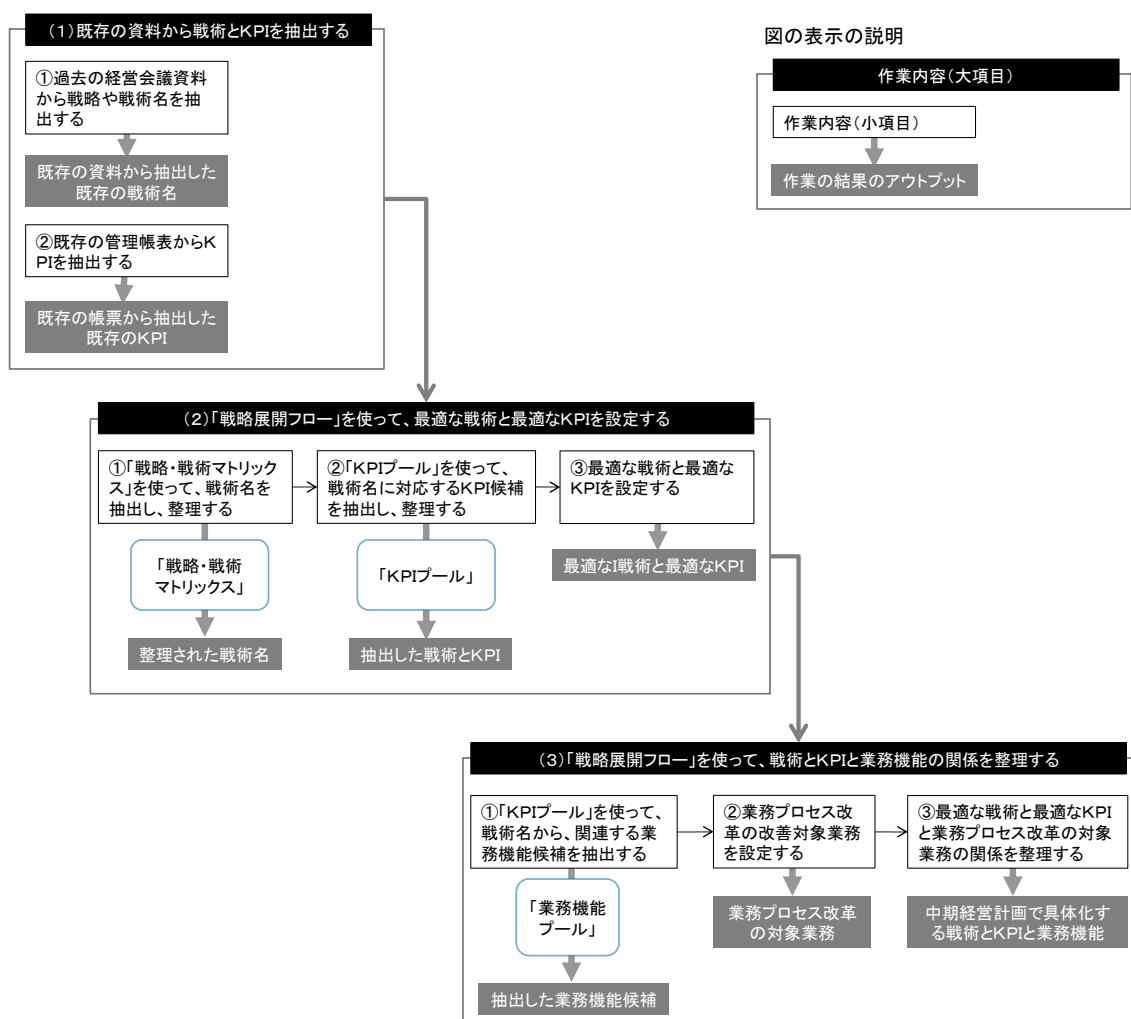 (1)既存の資料から戦術とKPIを抽出する
①過去の経営会議資料
から戦略や戦術名を抽
出する
既存の資料から抽出した
既存の戦術名
②既存の管理帳表からK
PIを抽出する
既存の帳票から抽出した
既存のKPI
図の表示の説明
作業内容(大項目)
作業内容(小項目)
作業の結果のアウトプット
(2)「戦略展開フロー」を使って、最適な戦術と最適なKPIを設定する
①「戦略・戦術マトリック
ス」を使って、戦術名を
抽出し、整理する
「戦略・戦術
マトリックス」
整理された戦術名
②「KPIプール」を使って、
戦術名に対応するKPI候補
を抽出し、整理する
「KPIプール」
抽出した戦術とKPI
③最適な戦術と最適な
KPIを設定する
最適なI戦術と最適なKPI
(3)「戦略展開フロー」を使って、戦術とKPIと業務機能の関係を整理する
①「KPIプール」を使って、
戦術名から、関連する業
務機能候補を抽出する
「業務機能
プール」
抽出した業務機能候補
②業務プロセス改
革の改善対象業務
を設定する
業務プロセス改革
の対象業務
③最適な戦術と最適なKPI
と業務プロセス改革の対象
業務の関係を整理する
中期経営計画で具体化す
る戦術とKPIと業務機能